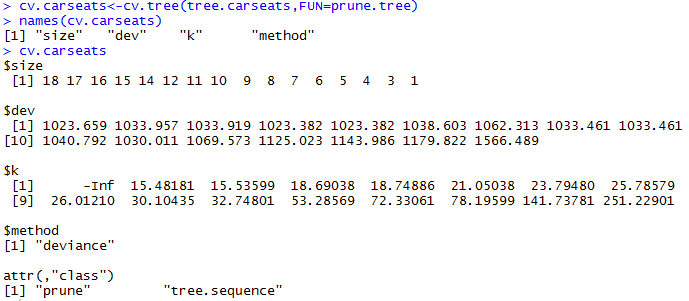 > cv.carseats<-cv.tree(tree.carseats,FUN=prune.tree)
> names(cv.carseats)
[1] "size"   "dev"    "k"      "method"
> cv.carseats
$size
 [1] 18 17 16 15 14 12 11 10  9  8  7  6  5  4  3  1

$dev
 [1] 1023.659 1033.957 1033.919 1023.382 1023.382 1038.603 1062.313 1033.461 1033.461
[10] 1040.792 1030.011 1069.573 1125.023 1143.986 1179.822 1566.489

$k
 [1]      -Inf  15.48181  15.53599  18.69038  18.74886  21.05038  23.79480  25.78579
 [9]  26.01210  30.10435  32.74801  53.28569  72.33061  78.19599 141.73781 251.22901

$method
[1] "deviance"

attr(,"class")
[1] "prune"         "tree.sequence"